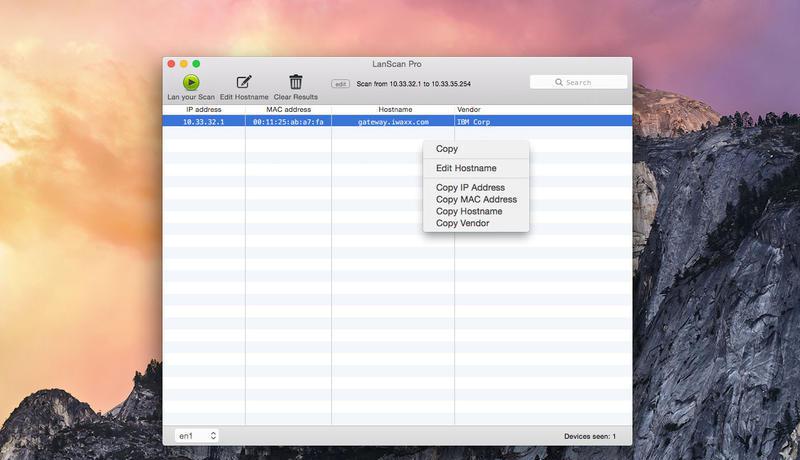 LanScan Pro
Lan your Scan Edit Hostname Clear Results edit Scan from 10.33.32.1 to 10.33.35.254 Search
IP address MAC address Hostname Vendor
10.33.32.1 00:11:25:ab:a7:fa gateway.iwaxx.com IBM Corp
Copy
Edit Hostname
Copy IP Address
Copy MAC Address
Copy Hostname
Copy Vendor
en1 Devices seen: 1